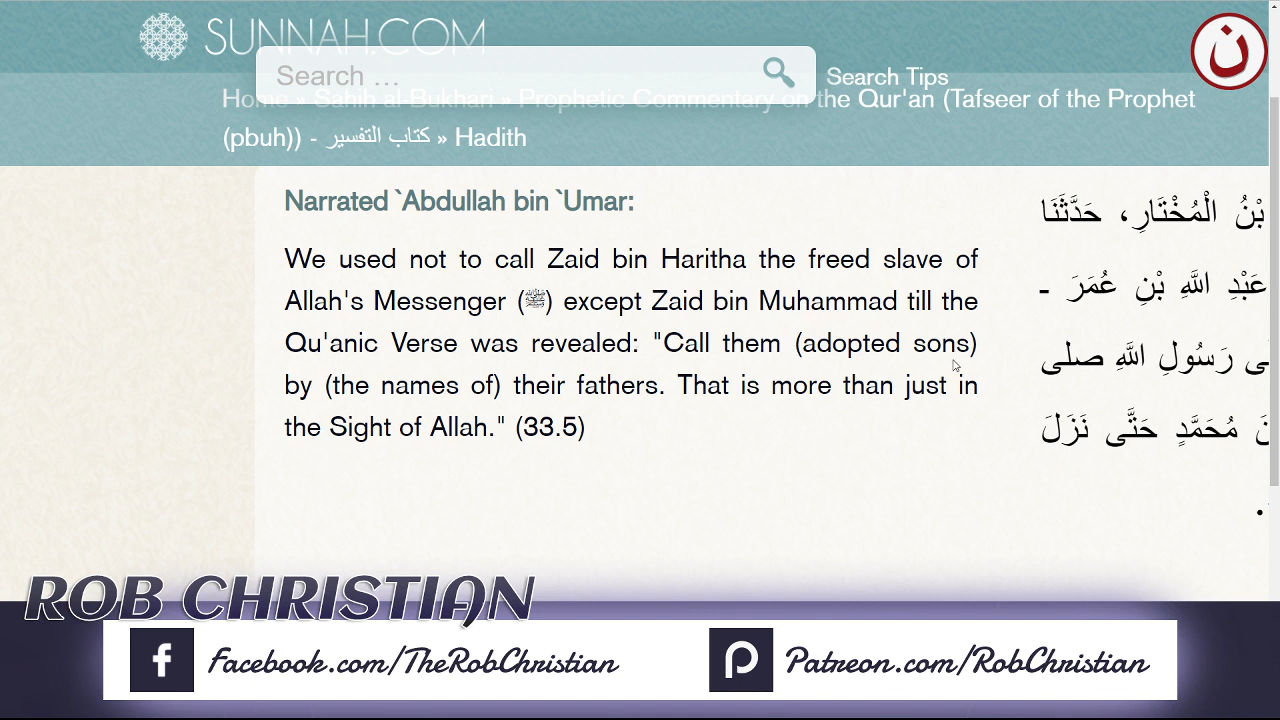 SUNNAH.COM
ن
Search ...
Search Tips
Home » Sahih al-Bukhari » Prophetic Commentary on the Qur'an (Tafseer of the Prophet
(pbuh)) - كتاب التفسير » Hadith
Narrated `Abdullah bin `Umar:
We used not to call Zaid bin Haritha the freed slave of
Allah's Messenger (ﷺ) except Zaid bin Muhammad till the
Qu'anic Verse was revealed: "Call them (adopted sons)
by (the names of) their fathers. That is more than just in
the Sight of Allah." (33.5)
بْنُ الْمُخْتَارِ، حَدَّثَنَا
عَبْدِ اللَّهِ بْنِ عُمَرَ ـ
رَسُولِ اللَّهِ صلى
مُحَمَّدٍ حَتَّى نَزَلَ
.
ROB CHRISTIAN
Facebook.com/TheRobChristian
Patreon.com/RobChristian